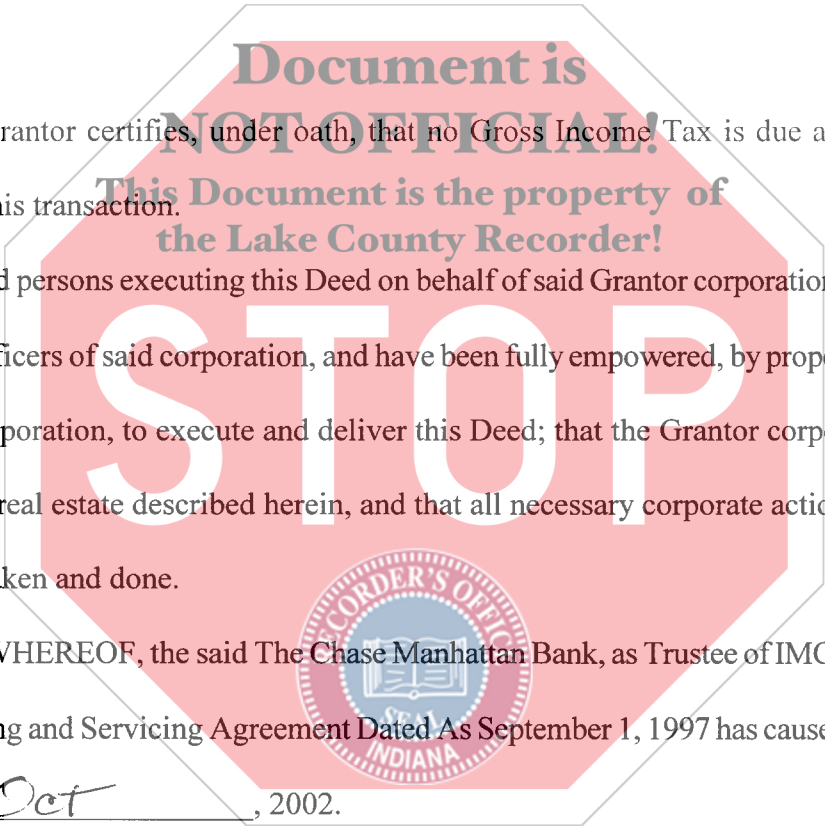 Document is
NOT OFFICIAL!
rantor certifies, under oath, that no Gross Income Tax is due a
This Document is the property of
is transaction.
the Lake County Recorder!
d persons executing this Deed on behalf of said Grantor corporation
ficers of said corporation, and have been fully empowered, by prop
STOP
poration, to execute and deliver this Deed; that the Grantor corp
real estate described herein, and that all necessary corporate actio
ken and done.
RECORDER'S OFFICE
WHEREOF, the said The Chase Manhattan Bank, as Trustee of IMC
SEAL
ng and Servicing Agreement Dated As September 1, 1997 has cause
INDIANA
Oct, 2002.